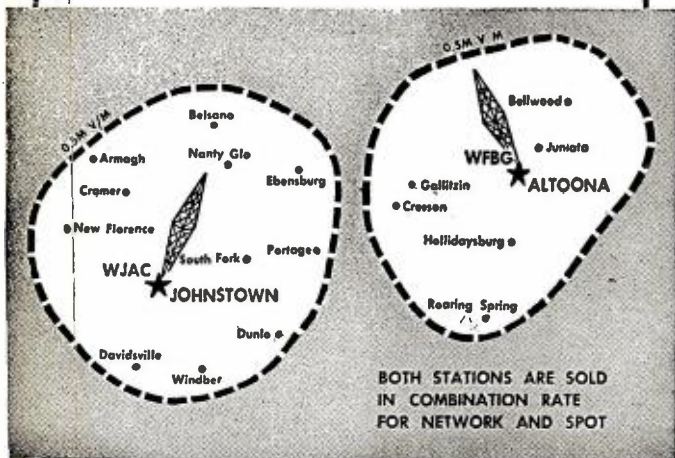 0.5M V/M
Belsano
Armagh
Nanty Glo
Ebensburg
Cramer
New Florence
South Fork
Portage
WJAC
JOHNSTOWN
Dunlo
Davidsville
Windber
0.5M V M
Bellwood
Juniata
WFBG
ALTOONA
Gallitzin
Cresson
Hollidaysburg
Roaring Spring
BOTH STATIONS ARE SOLD
IN COMBINATION RATE
FOR NETWORK AND SPOT